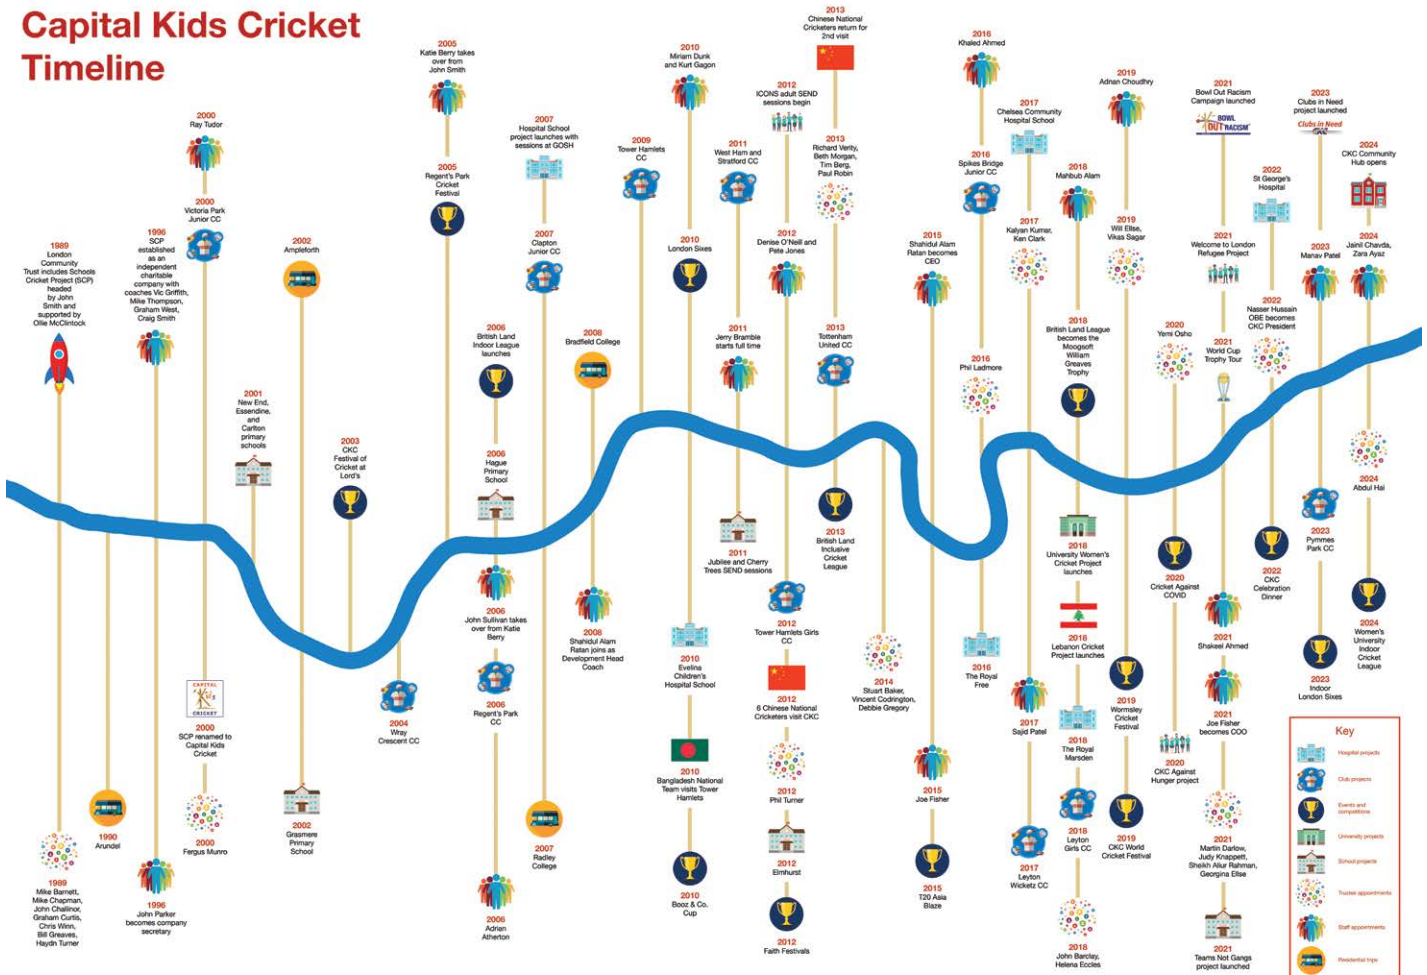 Capital Kids Cricket
Timeline
1989
London
Community
Trust includes Schools
Cricket Project (SCP)
headed
by John
Smith and
supported by
Ollie McClintock
1989
Mike Barnett,
Mike Chapman,
John Challinor,
Graham Curtis,
Chris Winn,
Bill Greaves,
Haydn Turner
1990
Arundel
1996
SCP
established
as an
independent
charitable
company with
coaches Vic Griffith,
Mike Thompson,
Graham West,
Craig Smith
1996
John Parker
becomes company
secretary
2000
Ray Tudor
2000
Victoria Park
Junior CC
CAPITAL
CRICKET
2000
SCP renamed to
Capital Kids
Cricket
2000
Fergus Munro
2001
New End,
Essendine,
and
Carlton
primary
schools
2002
Ampleforth
2002
Grasmere
Primary
School
2003
CKC
Festival of
Cricket at
Lord's
2004
Wray
Crescent CC
2005
Katie Berry takes
over from
John Smith
2005
Regent's Park
Cricket
Festival
2006
British Land
Indoor League
launches
2006
Hague
Primary
School
2006
John Sullivan takes
over from Katie
Berry
2006
Regent's Park
CC
2006
Adrian
Atherton
2007
Hospital School
project launches with
sessions at GOSH
2007
Clapton
Junior CC
2007
Radley
College
2008
Bradfield College
2008
Shahidul Alam
Ratan joins as
Development Head
Coach
2009
Tower Hamlets
CC
2010
Miriam Dunk
and Kurt Gagon
2010
London Sixes
2010
Evelina
Children's
Hospital School
2010
Bangladesh National
Team visits Tower
Hamlets
2010
Booz & Co.
Cup
2011
West Ham and
Stratford CC
2011
Jerry Bramble
starts full time
2011
Jubilee and Cherry
Trees SEND sessions
2012
ICONS adult SEND
sessions begin
2012
Denise O'Neill and
Pete Jones
2012
Tower Hamlets Girls
CC
2012
6 Chinese National
Cricketers visit CKC
2012
Phil Turner
2012
Elmhurst
2012
Faith Festivals
2013
Chinese National
Cricketers return for
2nd visit
2013
Richard Verity,
Beth Morgan,
Tim Berg,
Paul Robin
2013
Tottenham
United CC
2013
British Land
Inclusive
Cricket
League
2014
Stuart Baker,
Vincent Codrington,
Debbie Gregory
2015
Shahidul Alam
Ratan becomes
CEO
2015
Joe Fisher
2015
T20 Asia
Blaze
2016
Khaled Ahmed
2016
Spikes Bridge
Junior CC
2016
Phil Ladmore
2016
The Royal
Free
2017
Chelsea Community
Hospital School
2017
Kalyan Kumar,
Ken Clark
2017
Sajid Patel
2017
Leyton
Wicketz CC
2018
Mahbub Alam
2018
British Land League
becomes the
Moogsoft
William
Greaves
Trophy
2018
University Women's
Cricket Project
launches
2018
Lebanon Cricket
Project launches
2018
The Royal
Marsden
2018
Leyton
Girls CC
2018
John Barclay,
Helena Eccles
2019
Adnan Choudhry
2019
Will Ellse,
Vikas Sagar
2019
Wormsley
Cricket
Festival
2019
CKC World
Cricket Festival
2020
Yemi Osho
2020
Cricket Against
COVID
2020
CKC Against
Hunger project
2021
Bowl Out Racism
Campaign launched
BOWL
OUT RACISM
2021
Welcome to London
Refugee Project
2021
World Cup
Trophy Tour
2021
Shakeel Ahmed
2021
Joe Fisher
becomes COO
2021
Martin Darlow,
Judy Knappett,
Sheikh Aliur Rahman,
Georgina Ellse
2021
Teams Not Gangs
project launched
2022
St George's
Hospital
2022
Nasser Hussain
OBE becomes
CKC President
2022
CKC
Celebration
Dinner
2023
Clubs in Need
project launched
Clubs in Need
2023
Manav Patel
2023
Pymmes
Park CC
2023
Indoor
London Sixes
2024
CKC Community
Hub opens
2024
Jainil Chavda,
Zara Ayaz
2024
Abdul Hai
2024
Women's
University
Indoor
Cricket
League
Key
Hospital projects
Club projects
Events and
competitions
University projects
School projects
Trustee appointments
Staff appointments
Residential trips